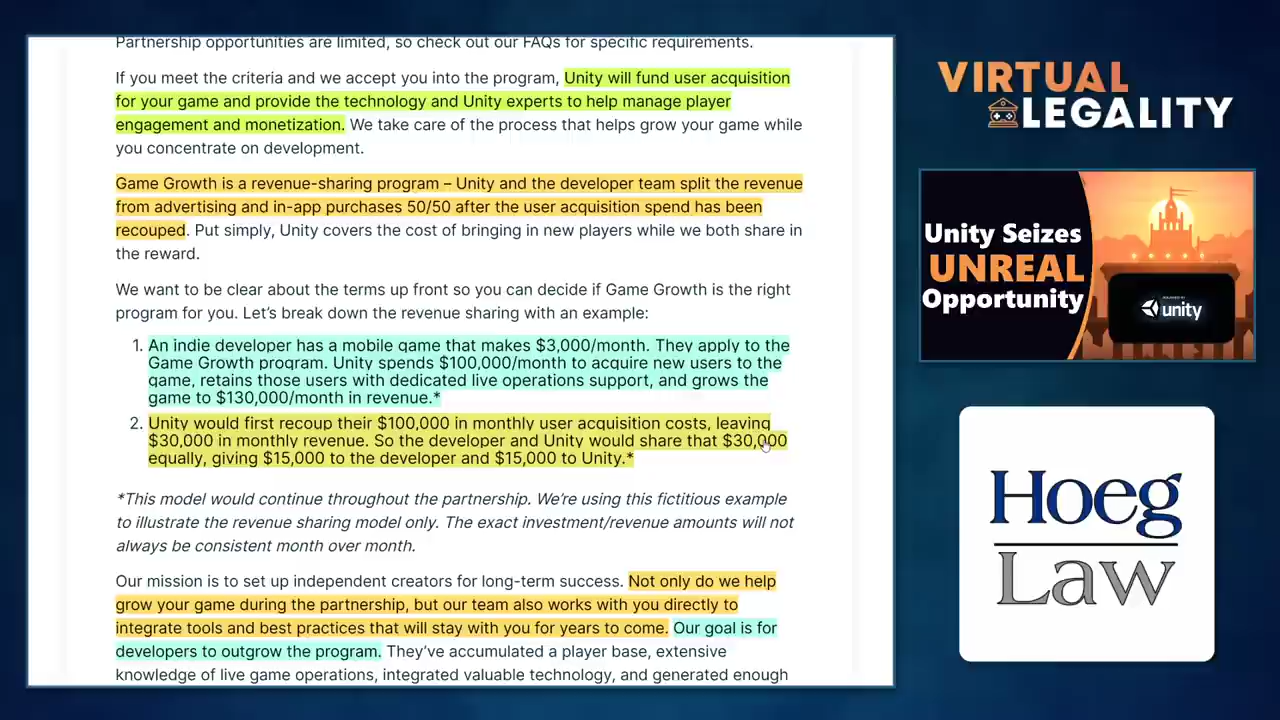 Partnership opportunities are limited, so check out our FAQs for specific requirements.
If you meet the criteria and we accept you into the program, Unity will fund user acquisition
for your game and provide the technology and Unity experts to help manage player
engagement and monetization. We take care of the process that helps grow your game while
you concentrate on development.
Game Growth is a revenue-sharing program – Unity and the developer team split the revenue
from advertising and in-app purchases 50/50 after the user acquisition spend has been
recouped. Put simply, Unity covers the cost of bringing in new players while we both share in
the reward.
We want to be clear about the terms up front so you can decide if Game Growth is the right
program for you. Let's break down the revenue sharing with an example:
1. An indie developer has a mobile game that makes $3,000/month. They apply to the
Game Growth program. Unity spends $100,000/month to acquire new users to the
game, retains those users with dedicated live operations support, and grows the
game to $130,000/month in revenue.*
2. Unity would first recoup their $100,000 in monthly user acquisition costs, leaving
$30,000 in monthly revenue. So the developer and Unity would share that $30,000
equally, giving $15,000 to the developer and $15,000 to Unity.*
*This model would continue throughout the partnership. We're using this fictitious example
to illustrate the revenue sharing model only. The exact investment/revenue amounts will not
always be consistent month over month.
Our mission is to set up independent creators for long-term success. Not only do we help
grow your game during the partnership, but our team also works with you directly to
integrate tools and best practices that will stay with you for years to come. Our goal is for
developers to outgrow the program. They've accumulated a player base, extensive
knowledge of live game operations, integrated valuable technology, and generated enough
VIRTUAL
LEGALITY
Unity Seizes
UNREAL
Opportunity
unity
Hoeg
Law